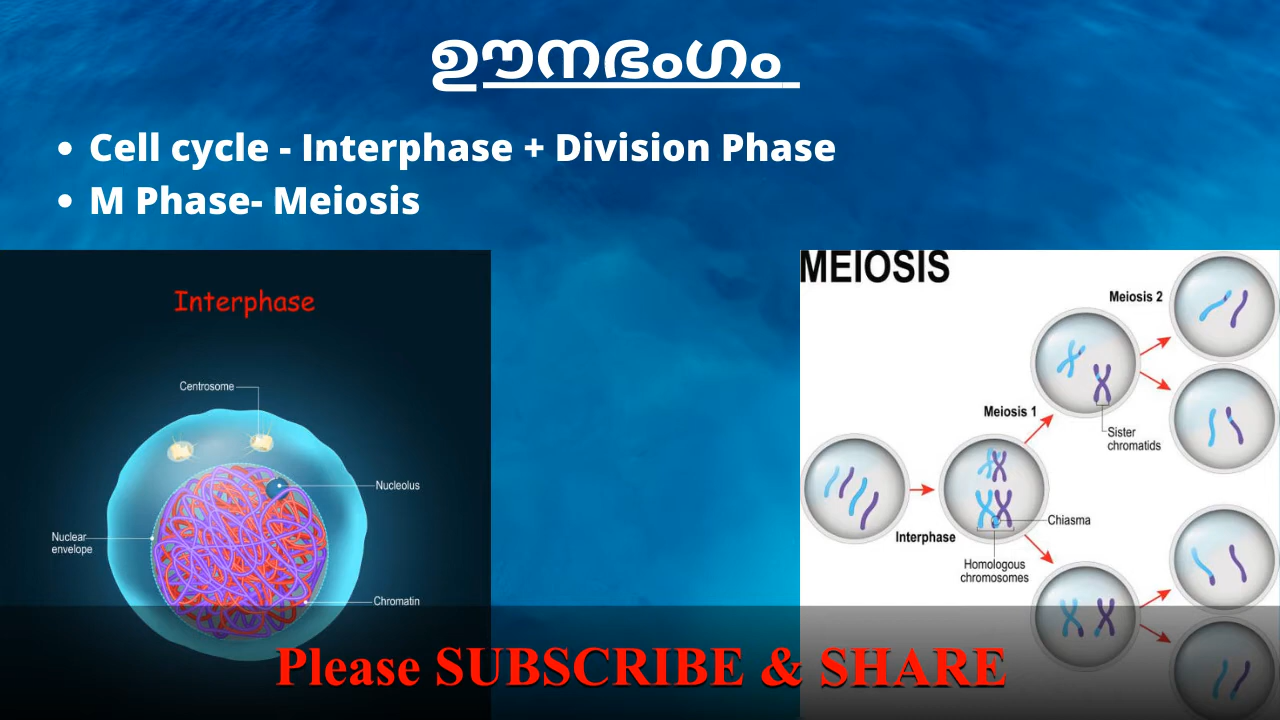 ഊനഭംഗം
• Cell cycle - Interphase + Division Phase
• M Phase- Meiosis
Interphase
Centrosome
Nucleolus
Nuclear
envelope
Chromatin
MEIOSIS
Meiosis 2
Meiosis 1
Sister
chromatids
Chiasma
Interphase
Homologous
chromosomes
Please SUBSCRIBE & SHARE